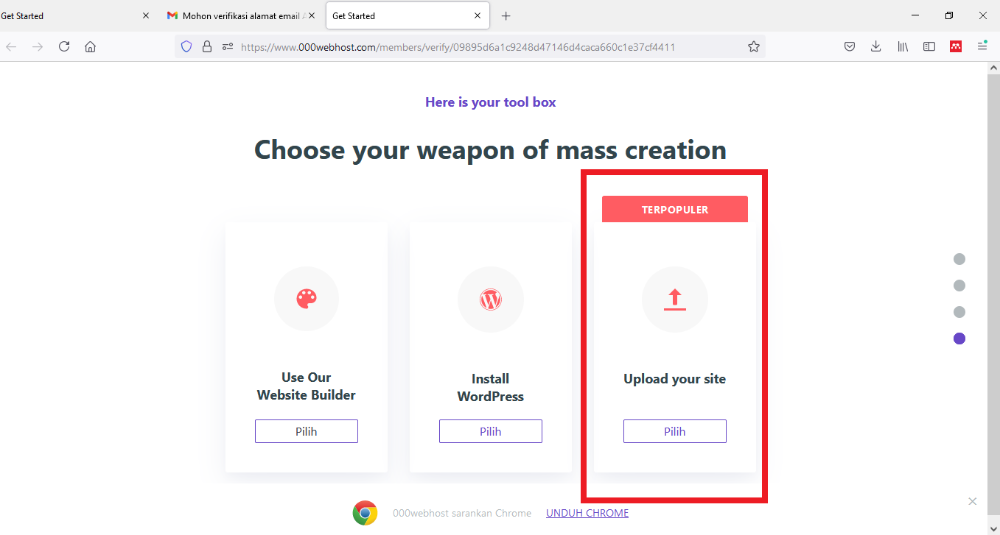 Get Started
Mohon verifikasi alamat email
Get Started
https://www.000webhost.com/members/verify/09895d6a1c9248d47146d4caca660c1e37cf4411
Here is your tool box
Choose your weapon of mass creation
TERPOPULER
Use Our
Website Builder
Pilih
Install
WordPress
Pilih
Upload your site
Pilih
000webhost sarankan Chrome
UNDUH CHROME